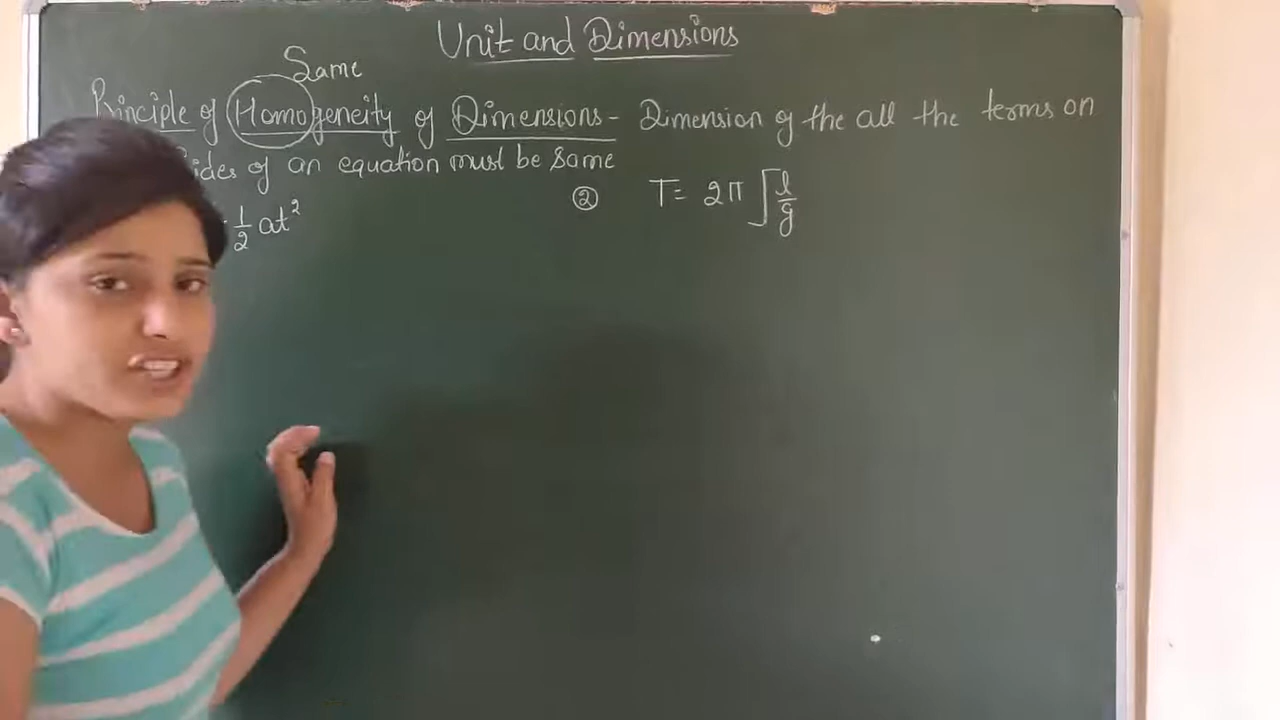 Unit and Dimensions
Same
Principle of Homogeneity of Dimensions - Dimension of the all the terms on
sides of an equation must be same
1/2 at²
② T = 2π √l/g